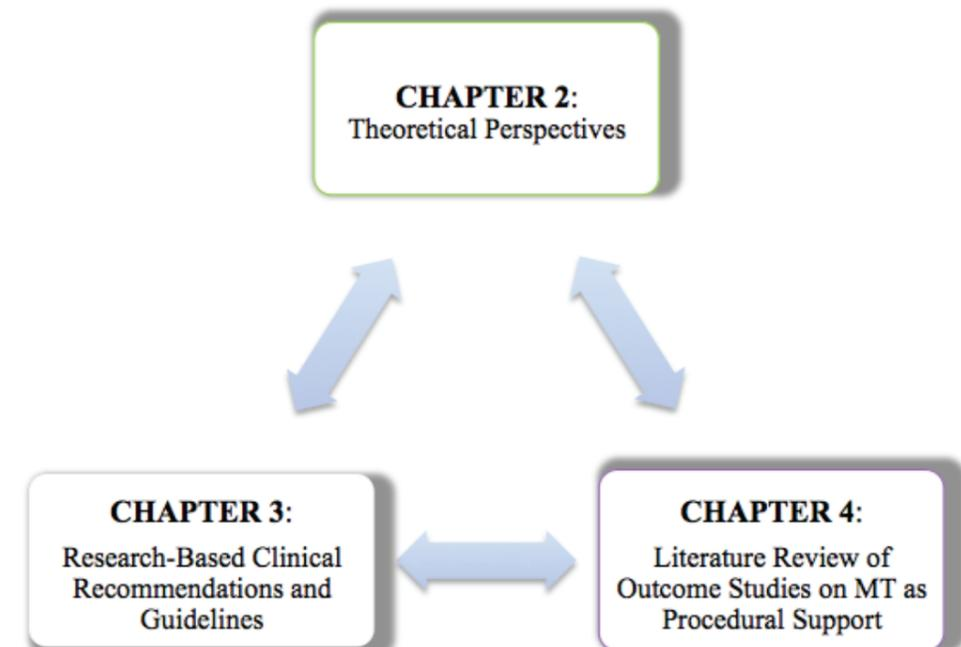 CHAPTER 2:
Theoretical Perspectives
CHAPTER 3:
Research-Based Clinical
Recommendations and
Guidelines
CHAPTER 4:
Literature Review of
Outcome Studies on MT as
Procedural Support